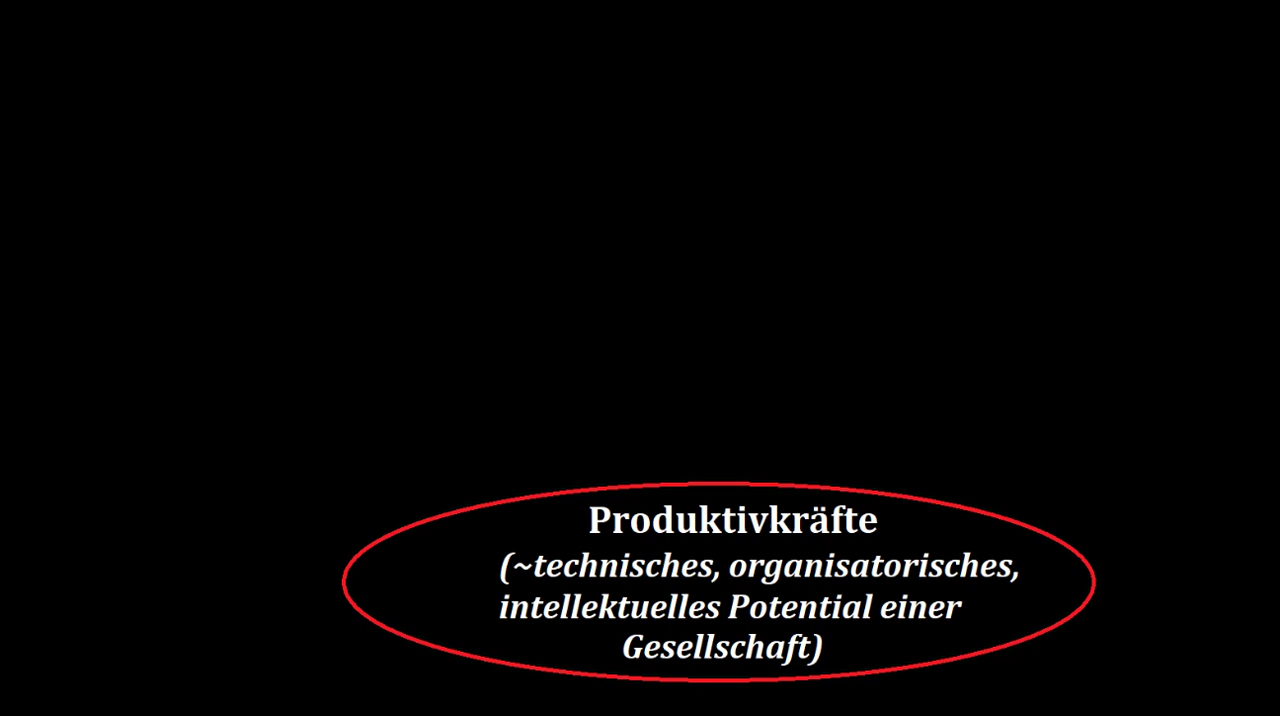 Produktivkräfte
(~technisches, organisatorisches,
intellektuelles Potential einer
Gesellschaft)